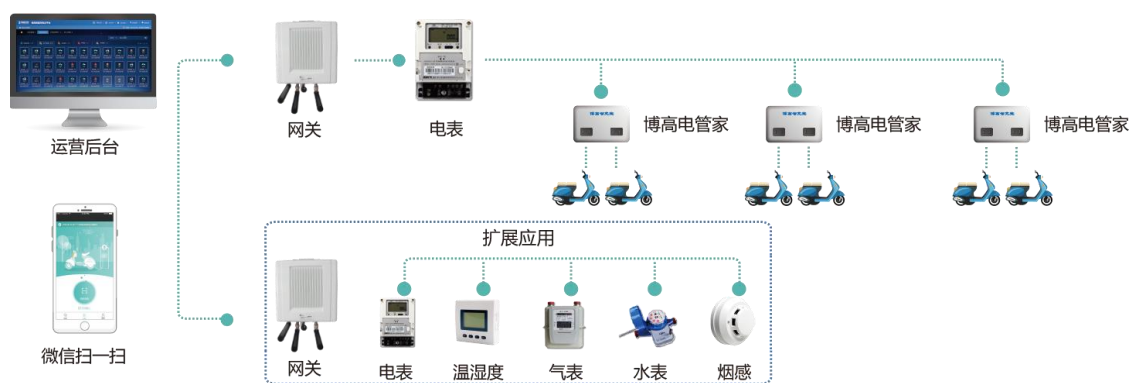 运营后台
网关
电表
博高电管家
博高电管家
博高电管家
微信扫一扫
扩展应用
网关
电表
温湿度
气表
水表
烟感